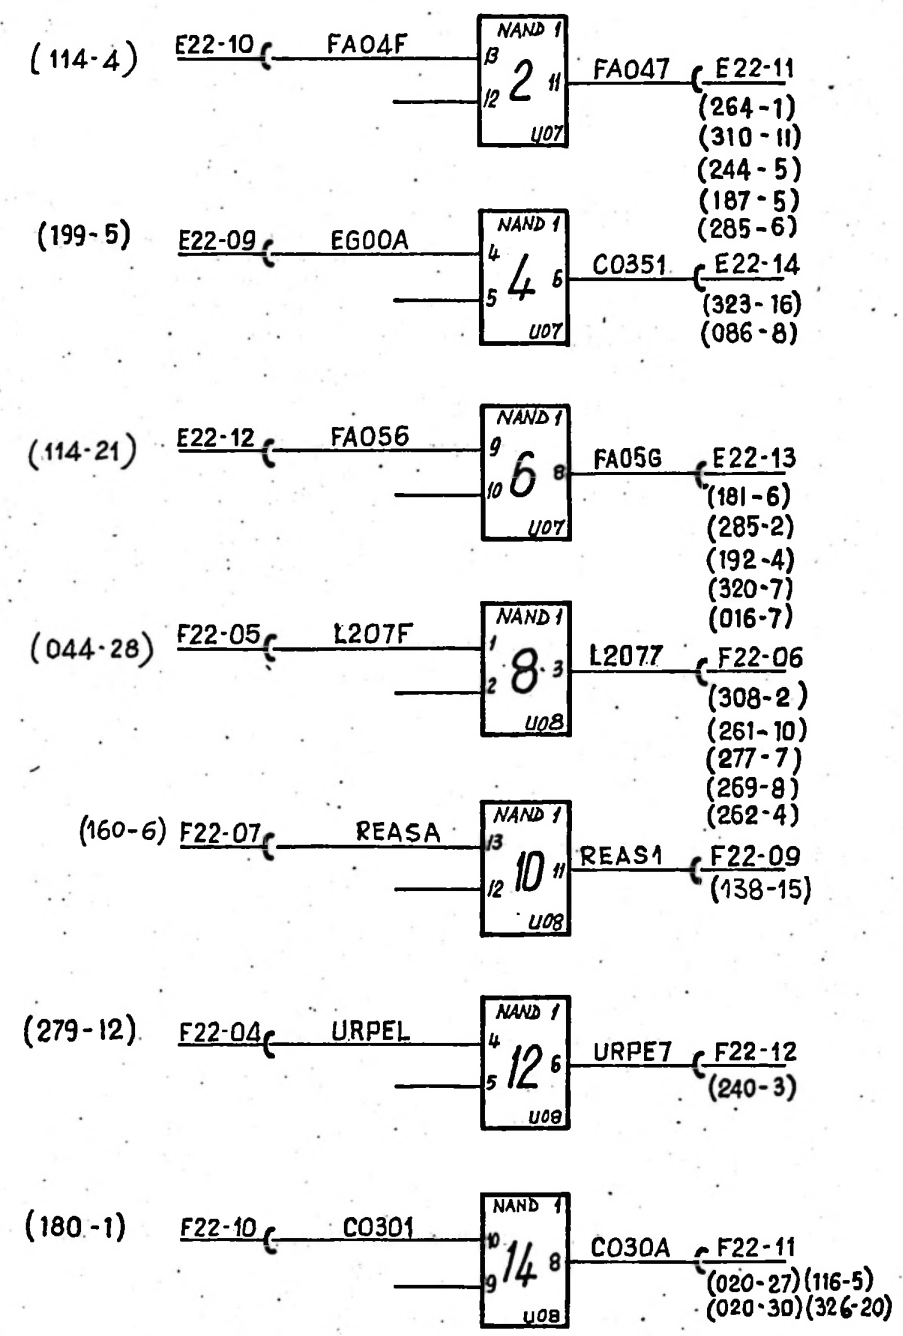 NAND 1
(114-4) E22-10 FA04F 13 2 11 FA047 E22-11
12
U07
(264-1)
(310-11)
(244-5)
(187-5)
(285-6)
NAND 1
(199-5) E22-09 EG00A 4 4 6 C0351 E22-14
5
U07
(323-16)
(086-8)
NAND 1
(114-21) E22-12 FA056 9 6 8 FA05G E22-13
10
U07
(181-6)
(285-2)
(192-4)
(320-7)
(016-7)
NAND 1
(044-28) F22-05 L207F 1 8 3 L2077 F22-06
2
U08
(308-2)
(261-10)
(277-7)
(269-8)
(262-4)
NAND 1
(160-6) F22-07 REASA 13 10 11 REAS1 F22-09
12
U08
(138-15)
NAND 1
(279-12) F22-04 URPEL 4 12 6 URPE7 F22-12
5
U08
(240-3)
NAND 1
(180-1) F22-10 C0301 10 14 8 C030A F22-11
9
U08
(020-27)(116-5)
(020-30)(326-20)